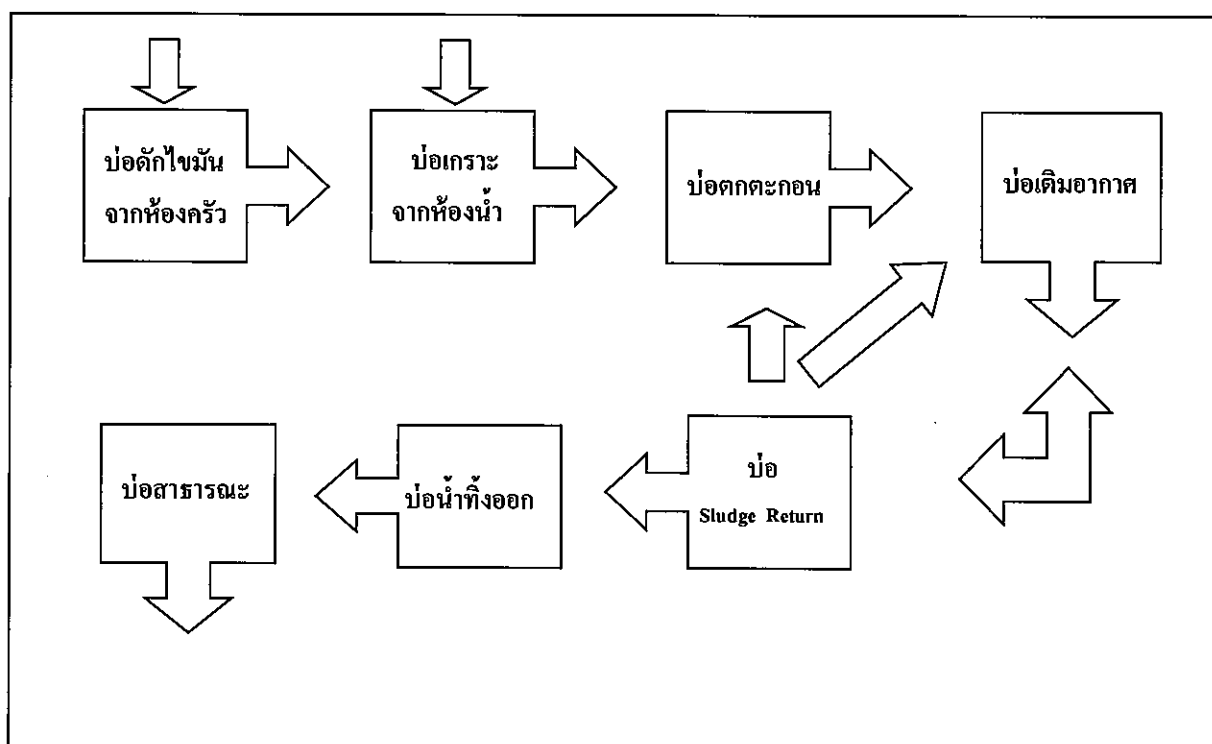 บ่อดักไขมัน
จากห้องครัว
บ่อเกราะ
จากห้องน้ำ
บ่อตกตะกอน
บ่อเติมอากาศ
บ่อสาธารณะ
บ่อน้ำทิ้งออก
บ่อ
Sludge Return